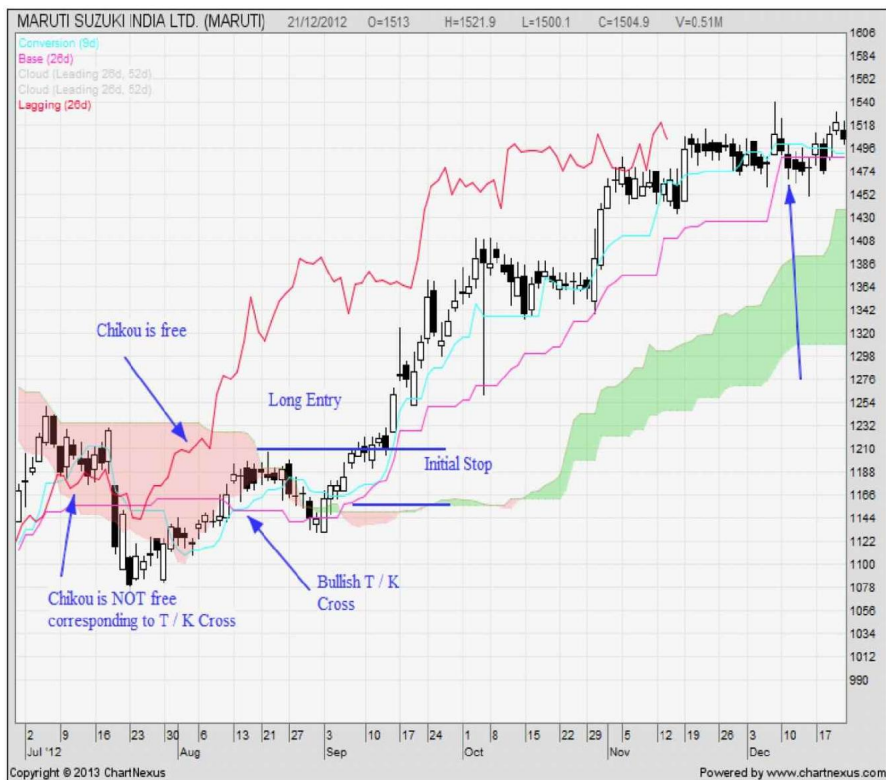 MARUTI SUZUKI INDIA LTD. (MARUTI) 21/12/2012 O=1513 H=1521.9 L=1500.1 C=1504.9 V=0.51M
Conversion (9d)
Base (26d)
Cloud (Leading 26d, 52d)
Cloud (Leading 26d, 52d)
Lagging (26d)
1606
1584
1562
1540
1518
1496
1474
1452
1430
1408
1386
1364
1342
1320
1298
1276
1254
1232
1210
1188
1166
1144
1122
1100
1078
1056
1034
1012
990
Chikou is free
Long Entry
Initial Stop
Bullish T / K
Cross
Chikou is NOT free
corresponding to T / K Cross
2 9 16 23 30 6 13 21 27 3 10 17 24 1 8 15 22 29 5 12 19 26 3 10 17
Jul '12 Aug Sep Oct Nov Dec
Copyright © 2013 ChartNexus Powered by www.chartnexus.com